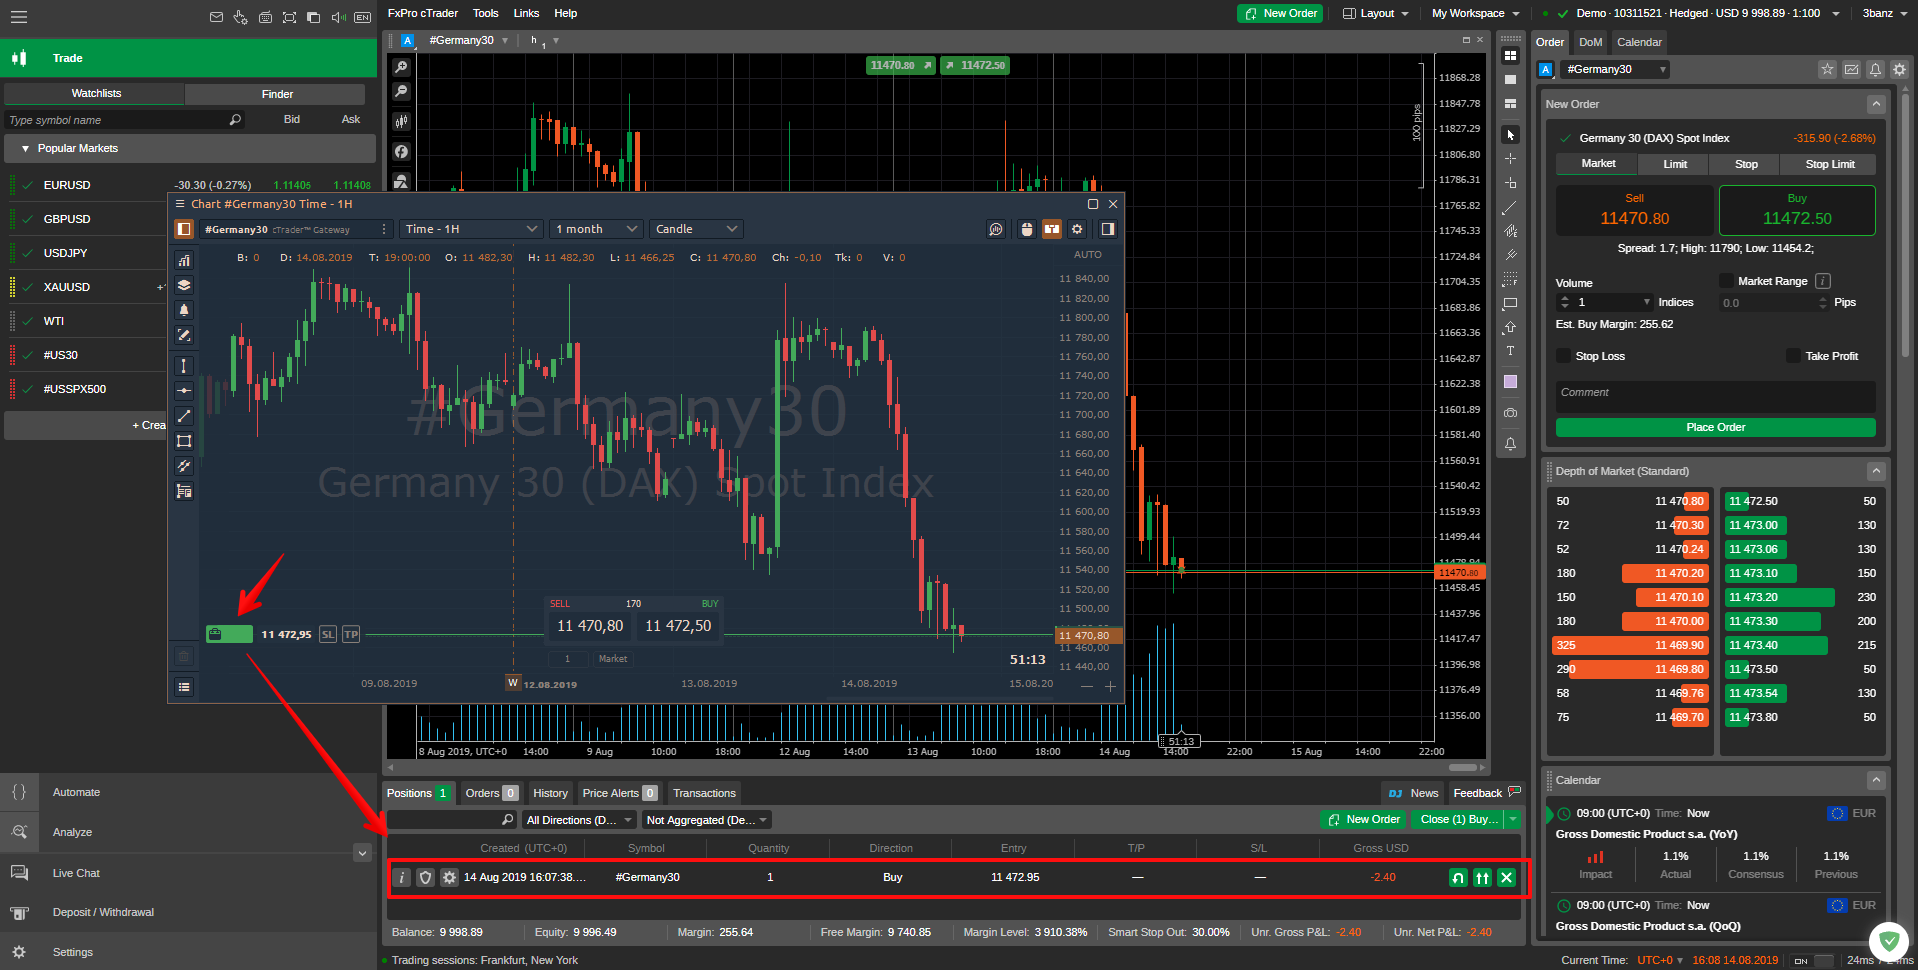 FxPro cTrader Tools Links Help New Order Layout My Workspace Demo · 10311521 · Hedged · USD 9 998.89 · 1:100 3banz
EN
Trade
Watchlists Finder
Type symbol name Bid Ask
Popular Markets
EURUSD -30.30 (-0.27%) 1.11405 1.11408
GBPUSD
USDJPY
XAUUSD
WTI
#US30
#USSPX500
+ Crea
Automate
Analyze
Live Chat
Deposit / Withdrawal
Settings
A #Germany30 h 1
11470.80 11472.50
100 pips
11868.28
11847.78
11827.29
11806.80
11786.31
11765.82
11745.33
11724.84
11704.35
11683.86
11663.36
11642.87
11622.38
11601.89
11581.40
11560.91
11540.42
11519.93
11499.44
11470.80
11458.45
11437.96
11417.47
11396.98
11376.49
11356.00
Chart #Germany30 Time - 1H
#Germany30 cTrader™ Gateway Time - 1H 1 month Candle
B: 0 D: 14.08.2019 T: 19:00:00 O: 11 482,30 H: 11 482,30 L: 11 466,25 C: 11 470,80 Ch: -0,10 Tk: 0 V: 0 AUTO
11 840,00
11 820,00
11 800,00
11 780,00
11 760,00
11 740,00
11 720,00
11 700,00
11 680,00
11 660,00
11 640,00
11 620,00
11 600,00
11 580,00
11 560,00
11 540,00
11 520,00
11 500,00
11 470,80
11 460,00
11 440,00
#Germany30
Germany 30 (DAX) Spot Index
SELL 170 BUY
11 470,80 11 472,50
1 Market
11 472,95 SL TP
51:13
09.08.2019 W 12.08.2019 13.08.2019 14.08.2019 15.08.20
51:13
8 Aug 2019, UTC+0 14:00 9 Aug 10:00 18:00 12 Aug 14:00 13 Aug 10:00 18:00 14 Aug 14:00 22:00 15 Aug 14:00 22:00
Positions 1 Orders 0 History Price Alerts 0 Transactions DJ News Feedback
All Directions (D... Not Aggregated (De... New Order Close (1) Buy...
Created (UTC+0) Symbol Quantity Direction Entry T/P S/L Gross USD
14 Aug 2019 16:07:38.... #Germany30 1 Buy 11 472.95 — — -2.40
Balance: 9 998.89 Equity: 9 996.49 Margin: 255.64 Free Margin: 9 740.85 Margin Level: 3 910.38% Smart Stop Out: 30.00% Unr. Gross P&L: -2.40 Unr. Net P&L: -2.40
Trading sessions: Frankfurt, New York
Order DoM Calendar
A #Germany30
New Order
Germany 30 (DAX) Spot Index -315.90 (-2.68%)
Market Limit Stop Stop Limit
Sell Buy
11470.80 11472.50
Spread: 1.7; High: 11790; Low: 11454.2;
Volume Market Range i
1 Indices 0.0 Pips
Est. Buy Margin: 255.62
Stop Loss Take Profit
Comment
Place Order
Depth of Market (Standard)
50 11 470.80 11 472.50 50
72 11 470.30 11 473.00 130
52 11 470.24 11 473.06 130
180 11 470.20 11 473.10 150
150 11 470.10 11 473.20 230
180 11 470.00 11 473.30 200
325 11 469.90 11 473.40 215
290 11 469.80 11 473.50 50
58 11 469.76 11 473.54 130
75 11 469.70 11 473.80 50
Calendar
09:00 (UTC+0) Time: Now EUR
Gross Domestic Product s.a. (YoY)
1.1% 1.1% 1.1%
Impact Actual Consensus Previous
09:00 (UTC+0) Time: Now EUR
Gross Domestic Product s.a. (QoQ)
Current Time: UTC+0 16:08 14.08.2019 ON 24ms